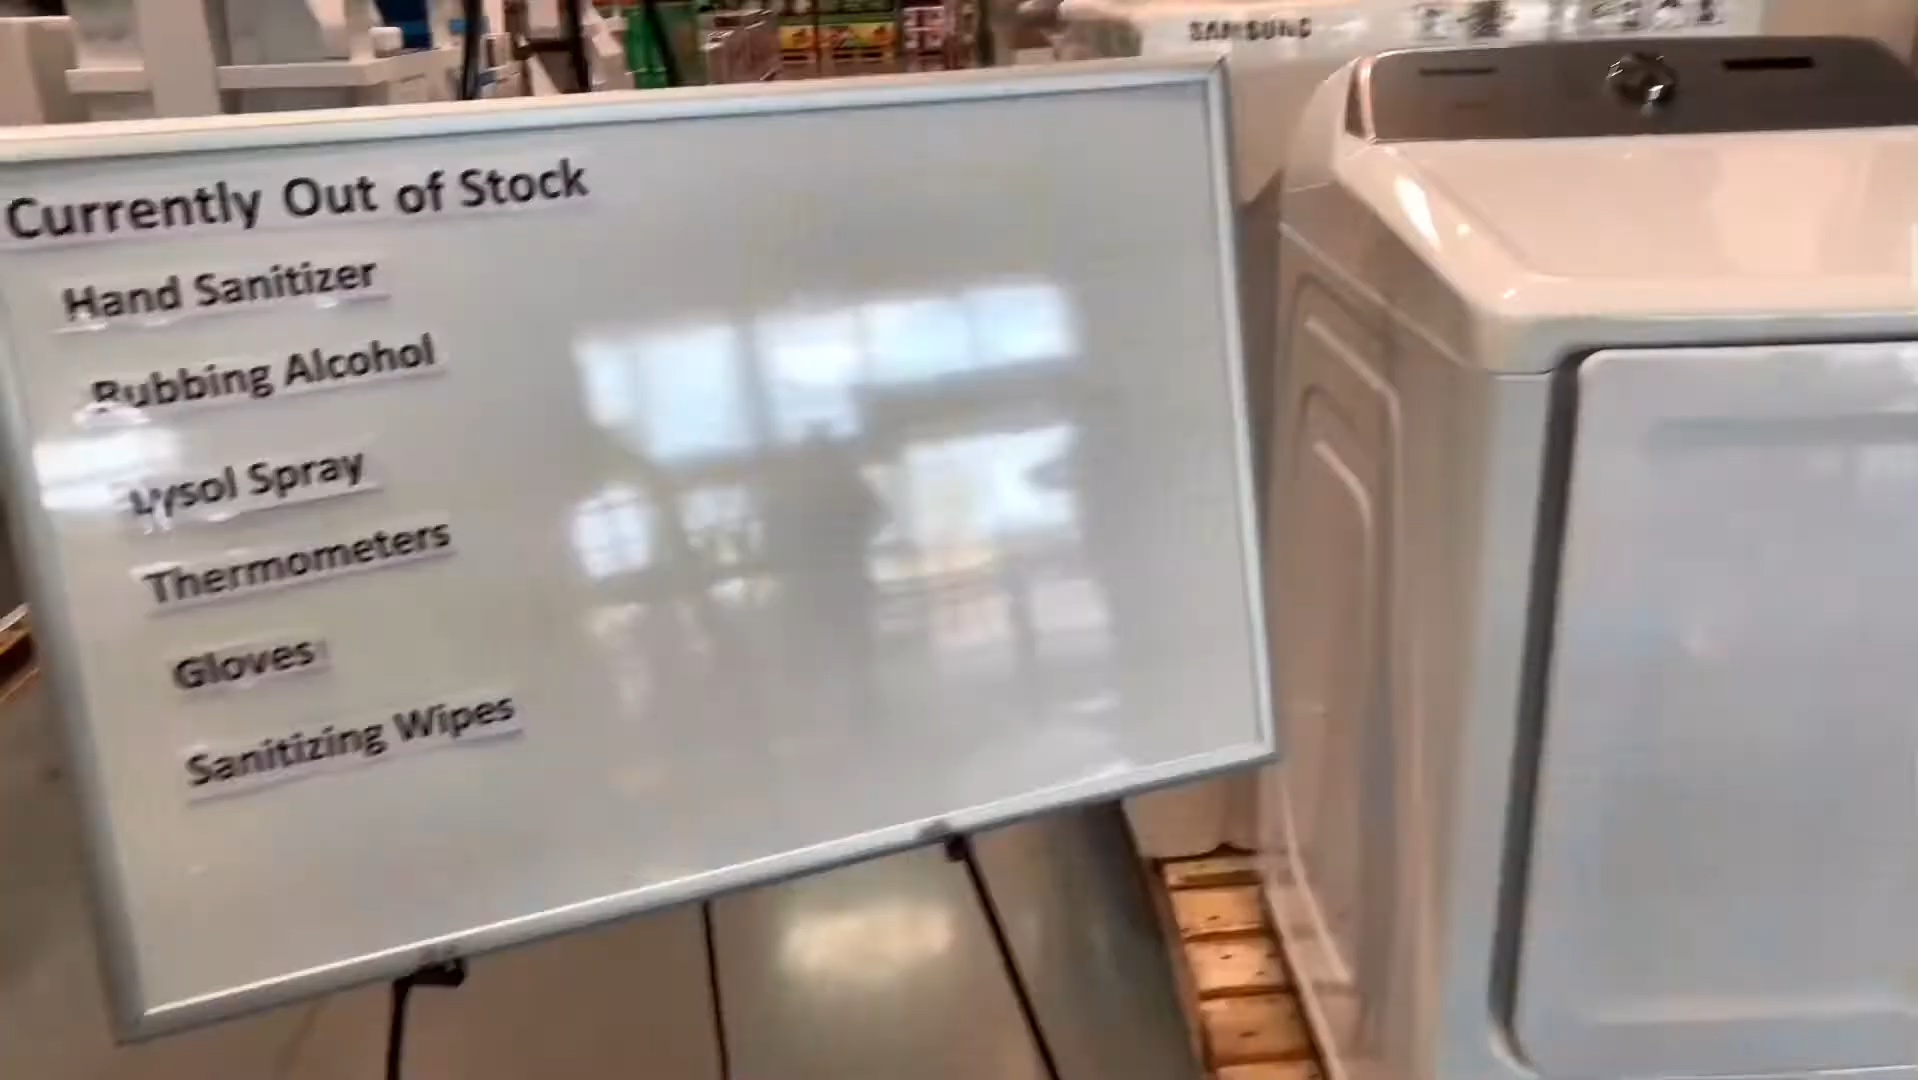 SAMSUNG
Currently Out of Stock
Hand Sanitizer
Rubbing Alcohol
Lysol Spray
Thermometers
Gloves
Sanitizing Wipes